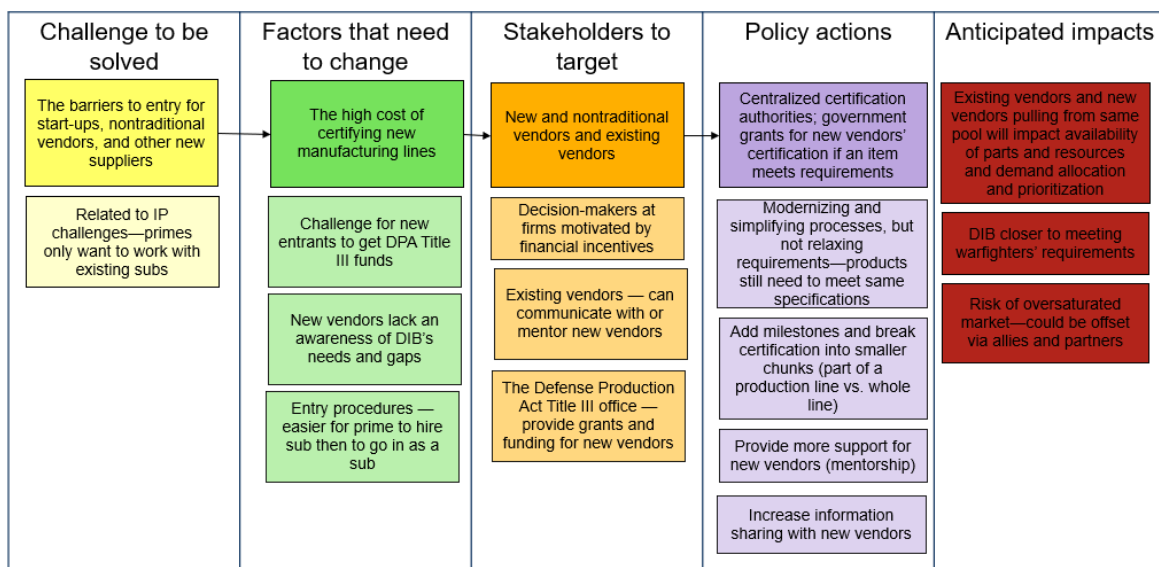 Challenge to be
solved
The barriers to entry for
start-ups, nontraditional
vendors, and other new
suppliers
Related to IP
challenges—primes
only want to work with
existing subs
Factors that need
to change
The high cost of
certifying new
manufacturing lines
Challenge for new
entrants to get DPA Title
III funds
New vendors lack an
awareness of DIB’s
needs and gaps
Entry procedures —
easier for prime to hire
sub then to go in as a
sub
Stakeholders to
target
New and nontraditional
vendors and existing
vendors
Decision-makers at
firms motivated by
financial incentives
Existing vendors — can
communicate with or
mentor new vendors
The Defense Production
Act Title III office —
provide grants and
funding for new vendors
Policy actions
Centralized certification
authorities; government
grants for new vendors’
certification if an item
meets requirements
Modernizing and
simplifying processes, but
not relaxing
requirements—products
still need to meet same
specifications
Add milestones and break
certification into smaller
chunks (part of a
production line vs. whole
line)
Provide more support for
new vendors (mentorship)
Increase information
sharing with new vendors
Anticipated impacts
Existing vendors and new
vendors pulling from same
pool will impact availability
of parts and resources
and demand allocation
and prioritization
DIB closer to meeting
warfighters’ requirements
Risk of oversaturated
market—could be offset
via allies and partners